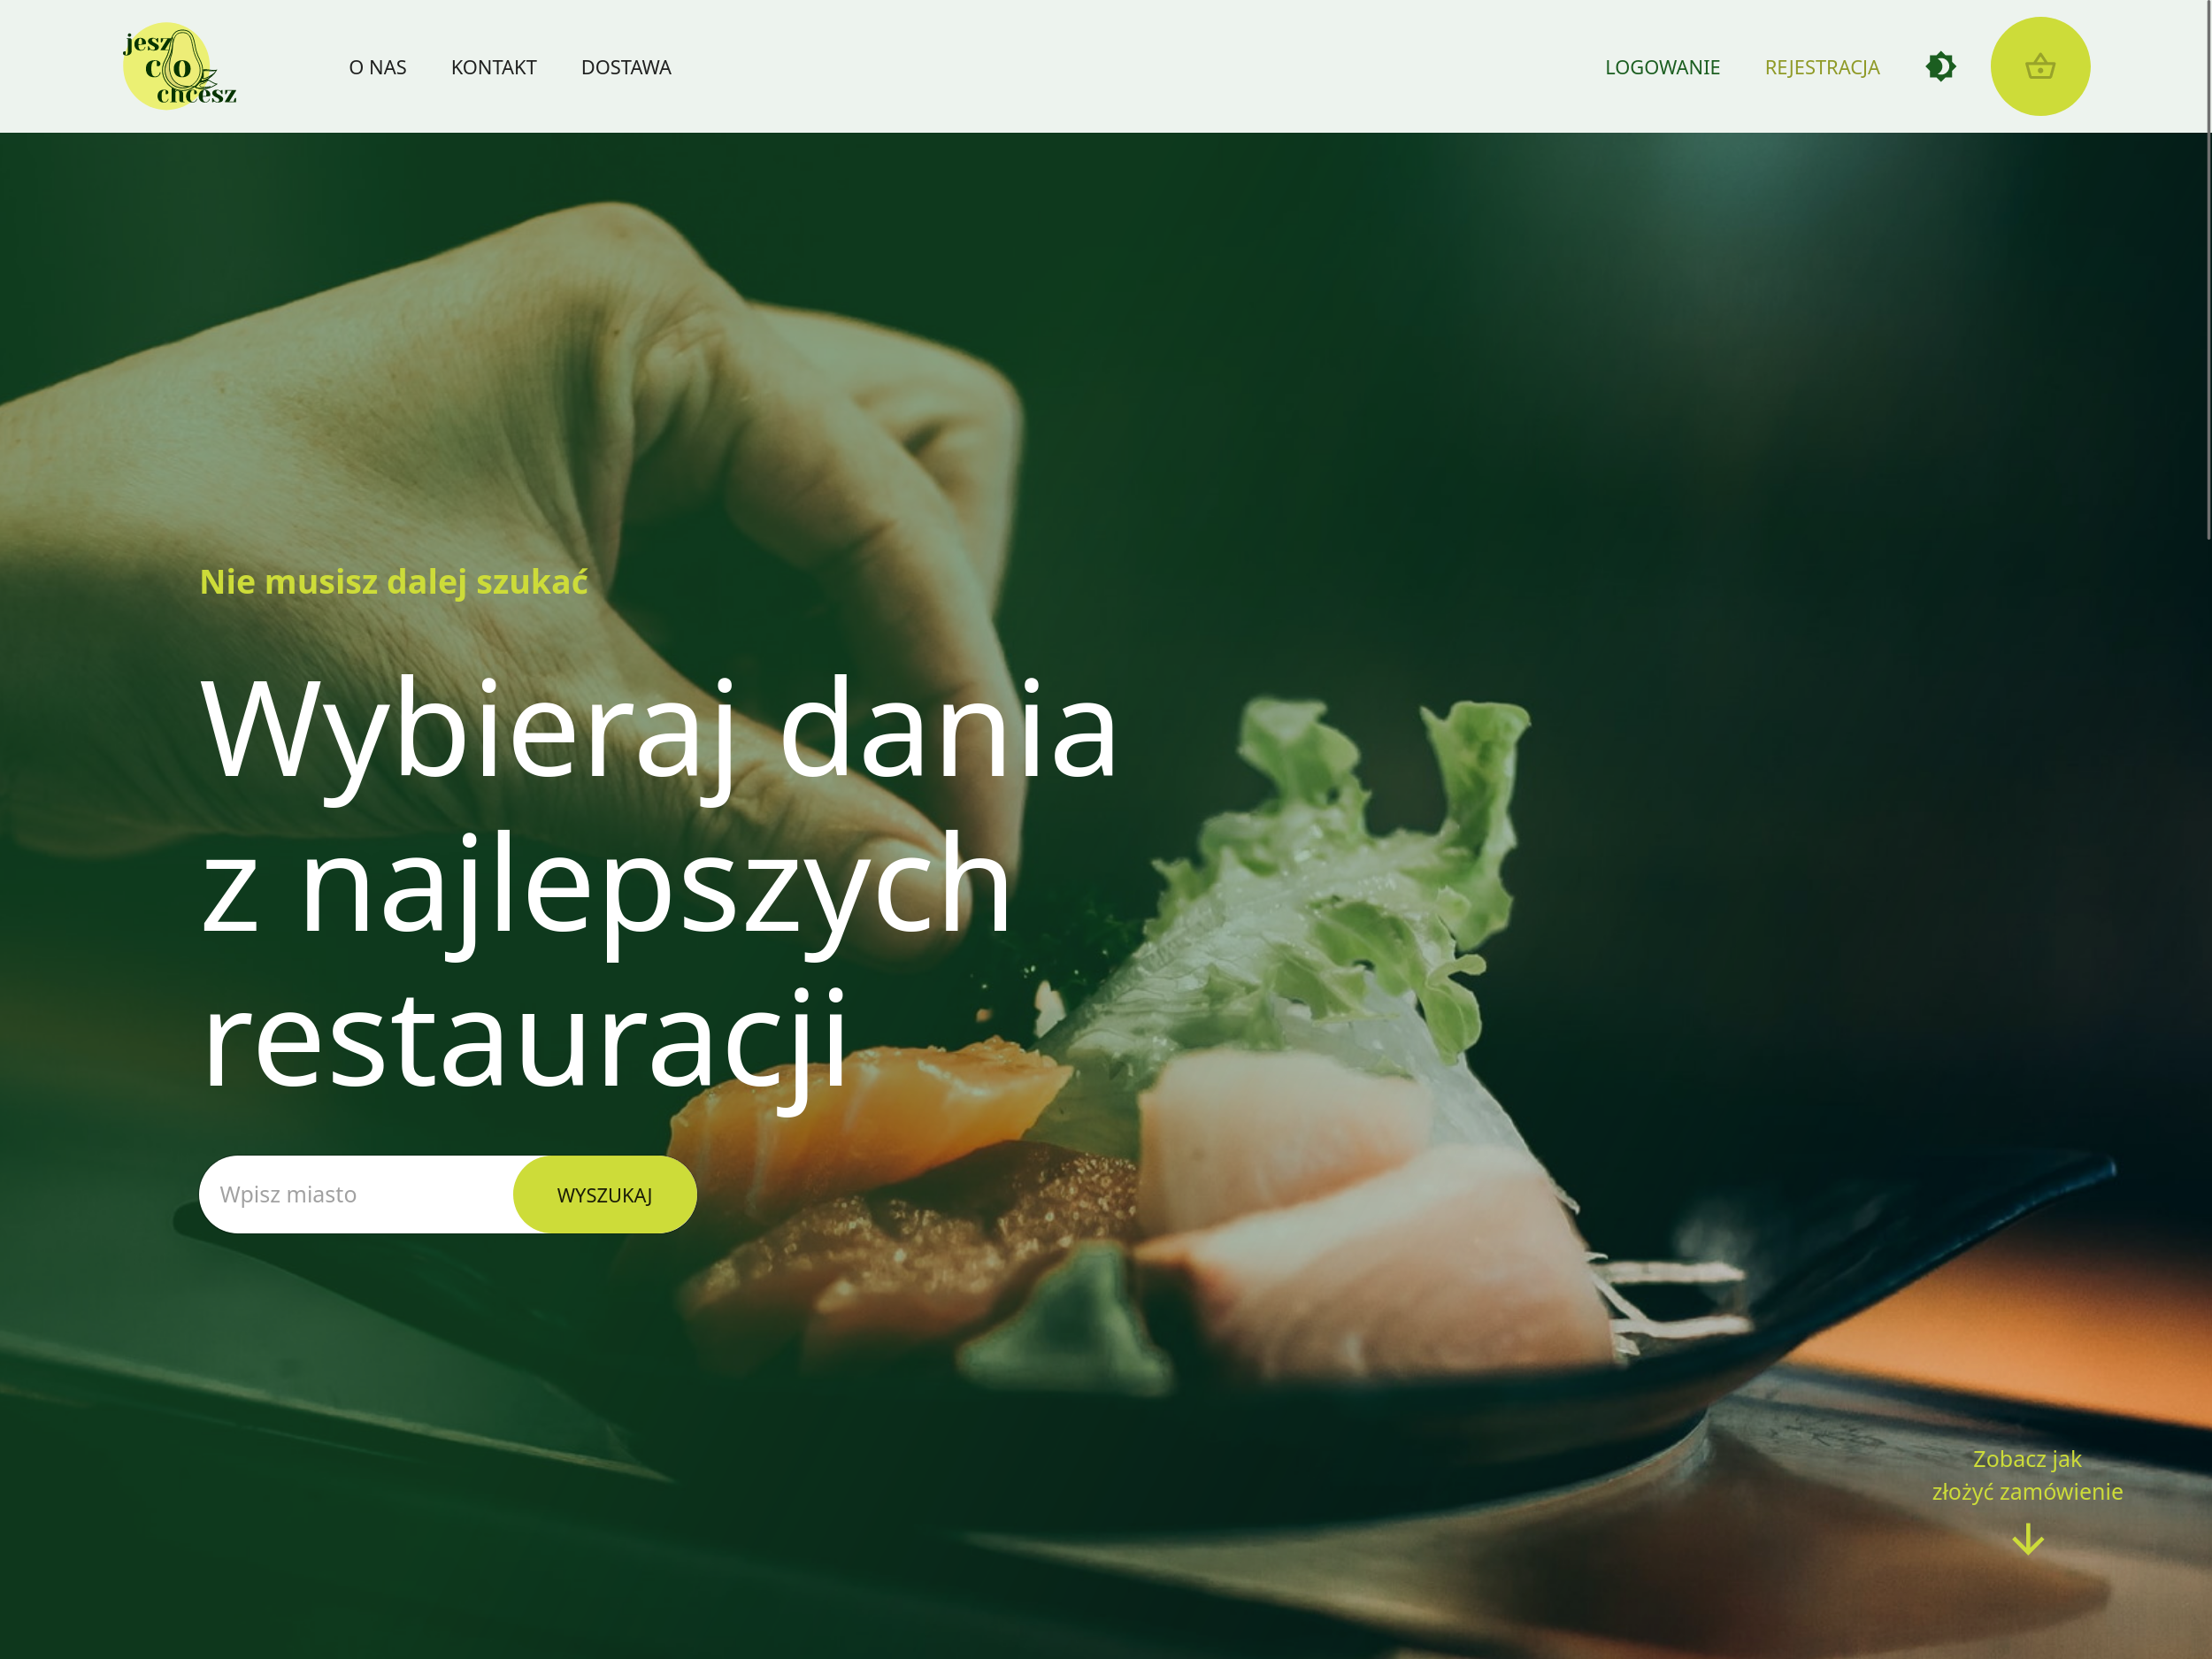 jesz
co
chcesz
O NAS KONTAKT DOSTAWA LOGOWANIE REJESTRACJA
Nie musisz dalej szukać
Wybieraj dania
z najlepszych
restauracji
Wpisz miasto WYSZUKAJ
Zobacz jak
złożyć zamówienie